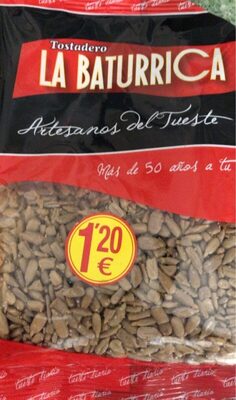 Tostadero
LA BATURRICA
Artesanos del Tueste
Más de 50 años a tu
1'20
€